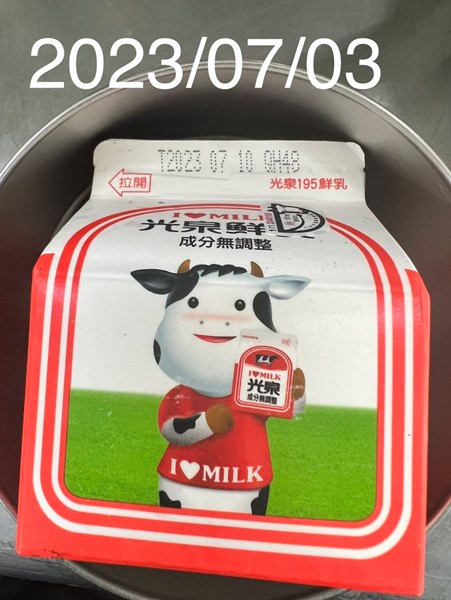 2023/07/03
T2023 07 10 QH48
拉開
光泉195鮮乳
I♥MILK
光泉鮮
成分無調整
I♥MILK
光泉
成分無調整
I♥MILK